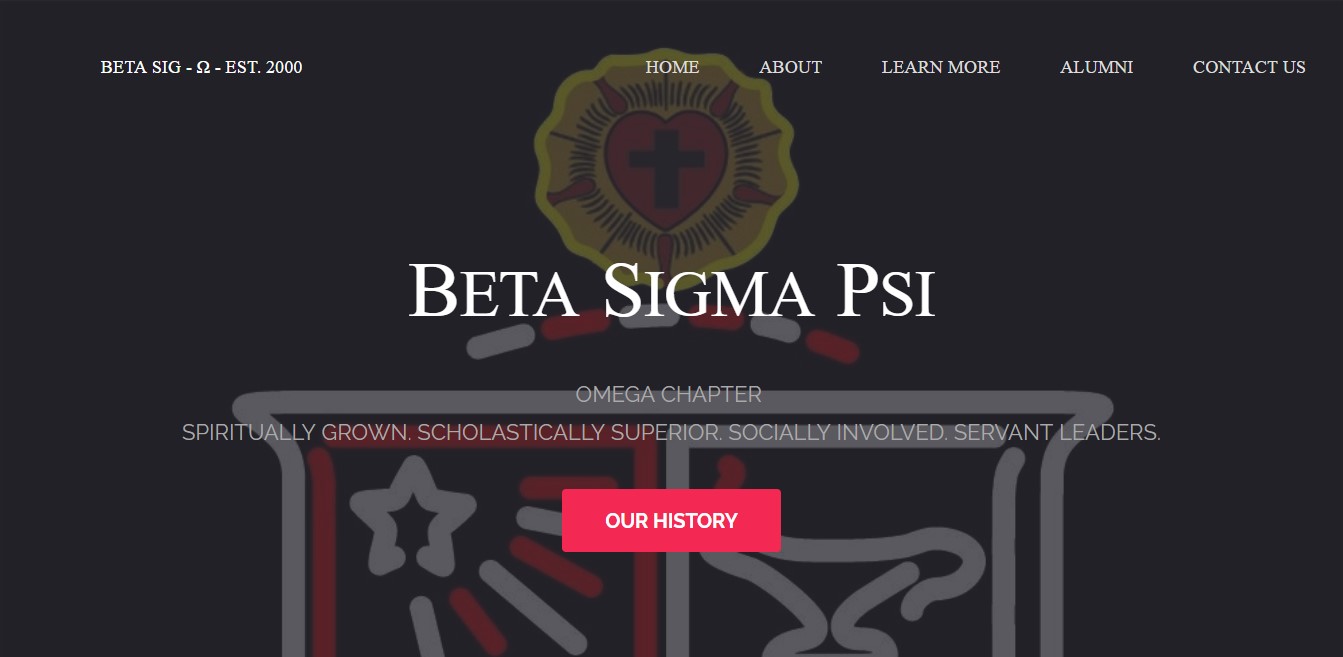 BETA SIG - Ω - EST. 2000
HOME ABOUT LEARN MORE ALUMNI CONTACT US
BETA SIGMA PSI
OMEGA CHAPTER
SPIRITUALLY GROWN. SCHOLASTICALLY SUPERIOR. SOCIALLY INVOLVED. SERVANT LEADERS.
OUR HISTORY